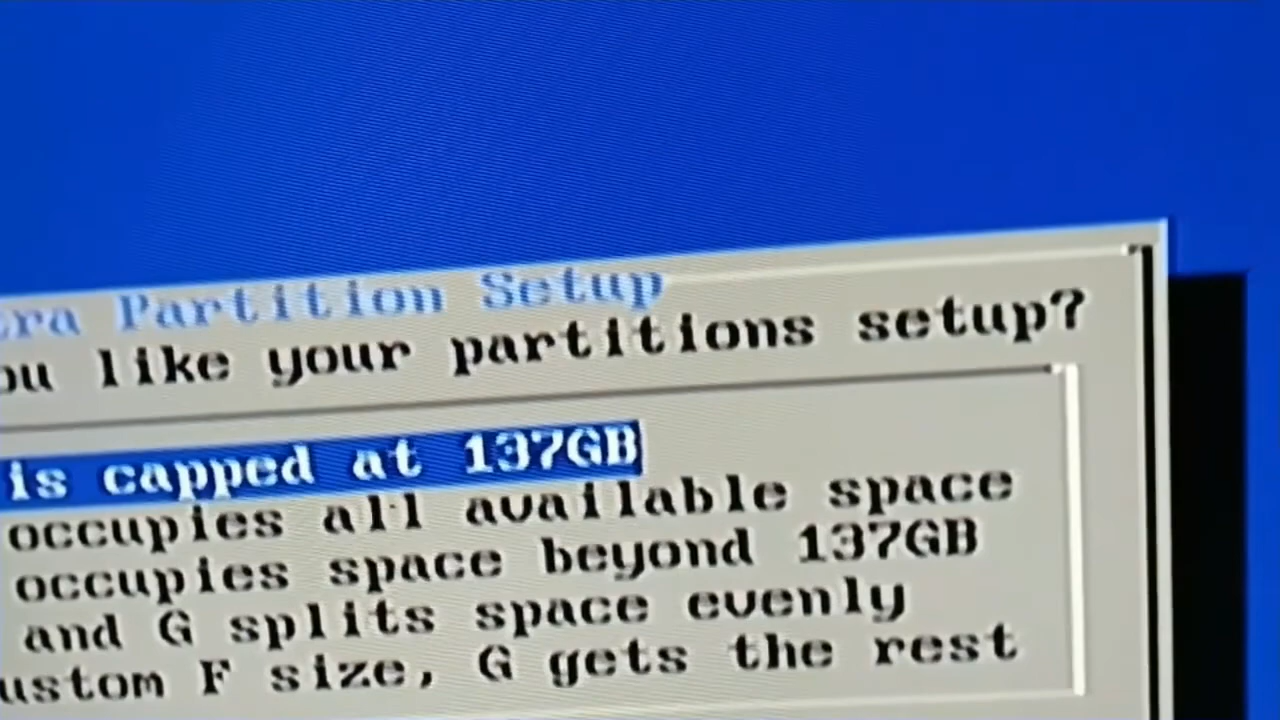 Partition Setup
like your partitions setup?
is capped at 137GB
occupies all available space
occupies space beyond 137GB
and G splits space evenly
F size, G gets the rest